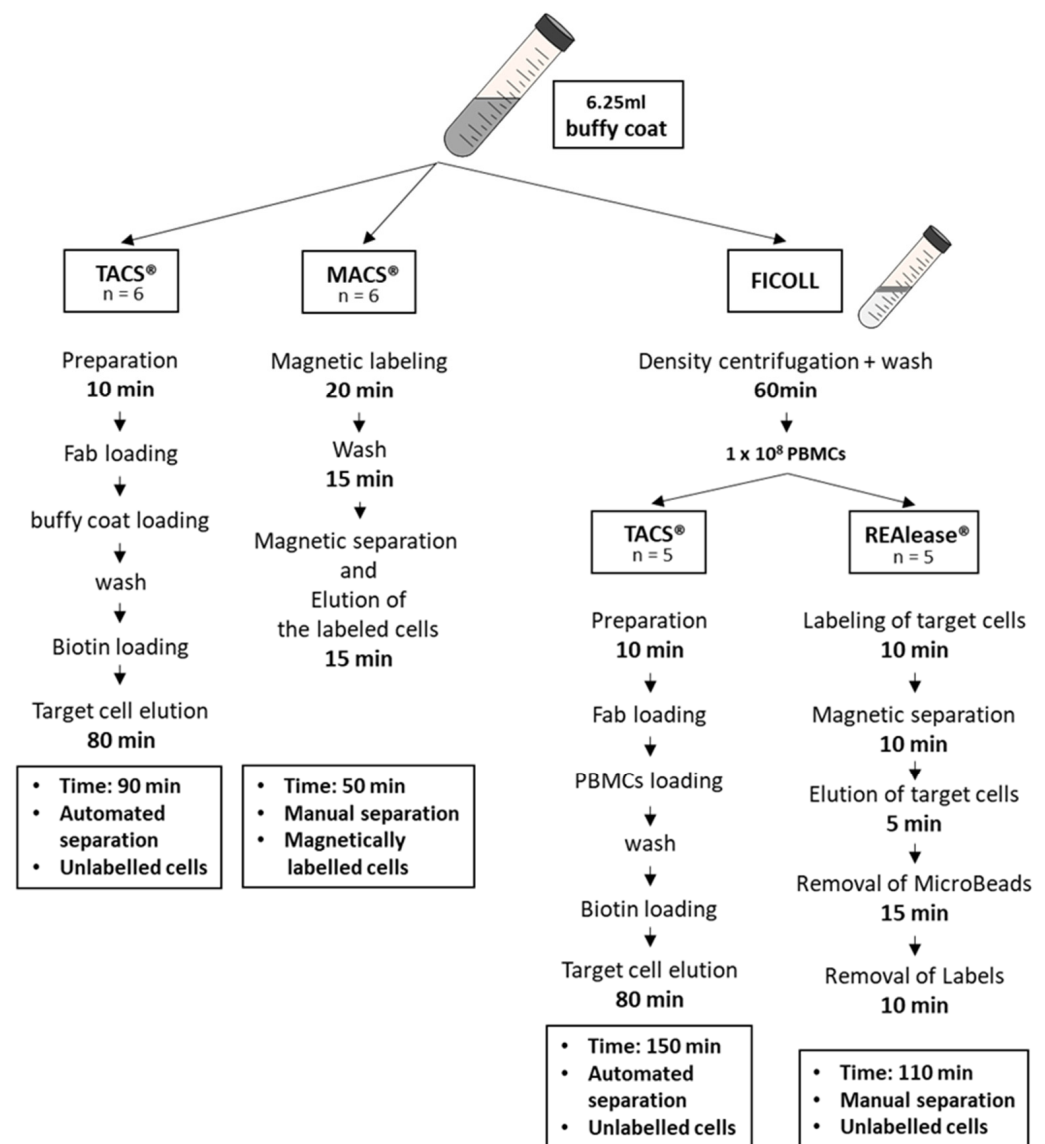 6.25ml
buffy coat
TACS®
n = 6
MACS®
n = 6
FICOLL
Preparation
10 min
Fab loading
buffy coat loading
wash
Biotin loading
Target cell elution
80 min
• Time: 90 min
• Automated
separation
• Unlabelled cells
Magnetic labeling
20 min
Wash
15 min
Magnetic separation
and
Elution of
the labeled cells
15 min
• Time: 50 min
• Manual separation
• Magnetically
labelled cells
Density centrifugation + wash
60min
1 x 10⁸ PBMCs
TACS®
n = 5
REAlease®
n = 5
Preparation
10 min
Fab loading
PBMCs loading
wash
Biotin loading
Target cell elution
80 min
• Time: 150 min
• Automated
separation
• Unlabelled cells
Labeling of target cells
10 min
Magnetic separation
10 min
Elution of target cells
5 min
Removal of MicroBeads
15 min
Removal of Labels
10 min
• Time: 110 min
• Manual separation
• Unlabelled cells